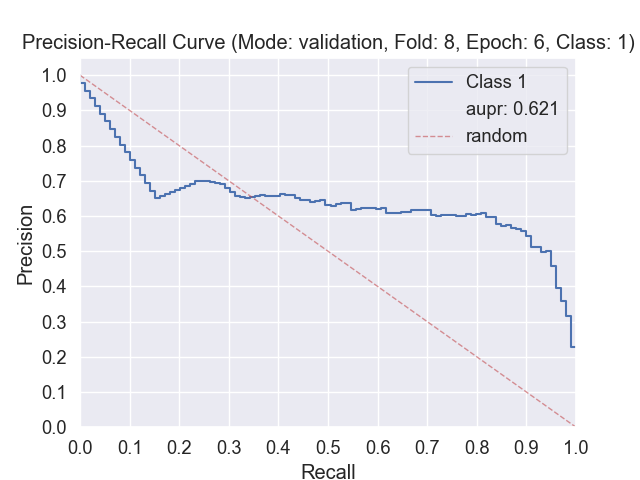 Precision-Recall Curve (Mode: validation, Fold: 8, Epoch: 6, Class: 1)
1.0
0.9
0.8
0.7
0.6
0.5
0.4
0.3
0.2
0.1
0.0
Precision
Class 1
aupr: 0.621
random
0.0 0.1 0.2 0.3 0.4 0.5 0.6 0.7 0.8 0.9 1.0
Recall